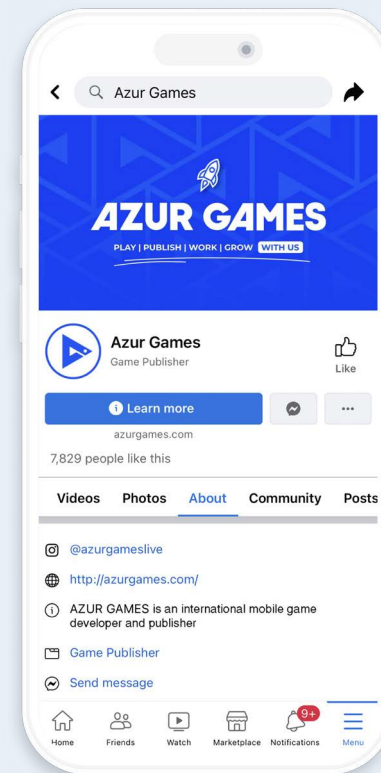 Azur Games
AZUR GAMES
PLAY | PUBLISH | WORK | GROW WITH US
Azur Games
Game Publisher
Like
Learn more
azurgames.com
7,829 people like this
Videos Photos About Community Posts
@azurgameslive
http://azurgames.com/
AZUR GAMES is an international mobile game
developer and publisher
Game Publisher
Send message
9+
Home Friends Watch Marketplace Notifications Menu